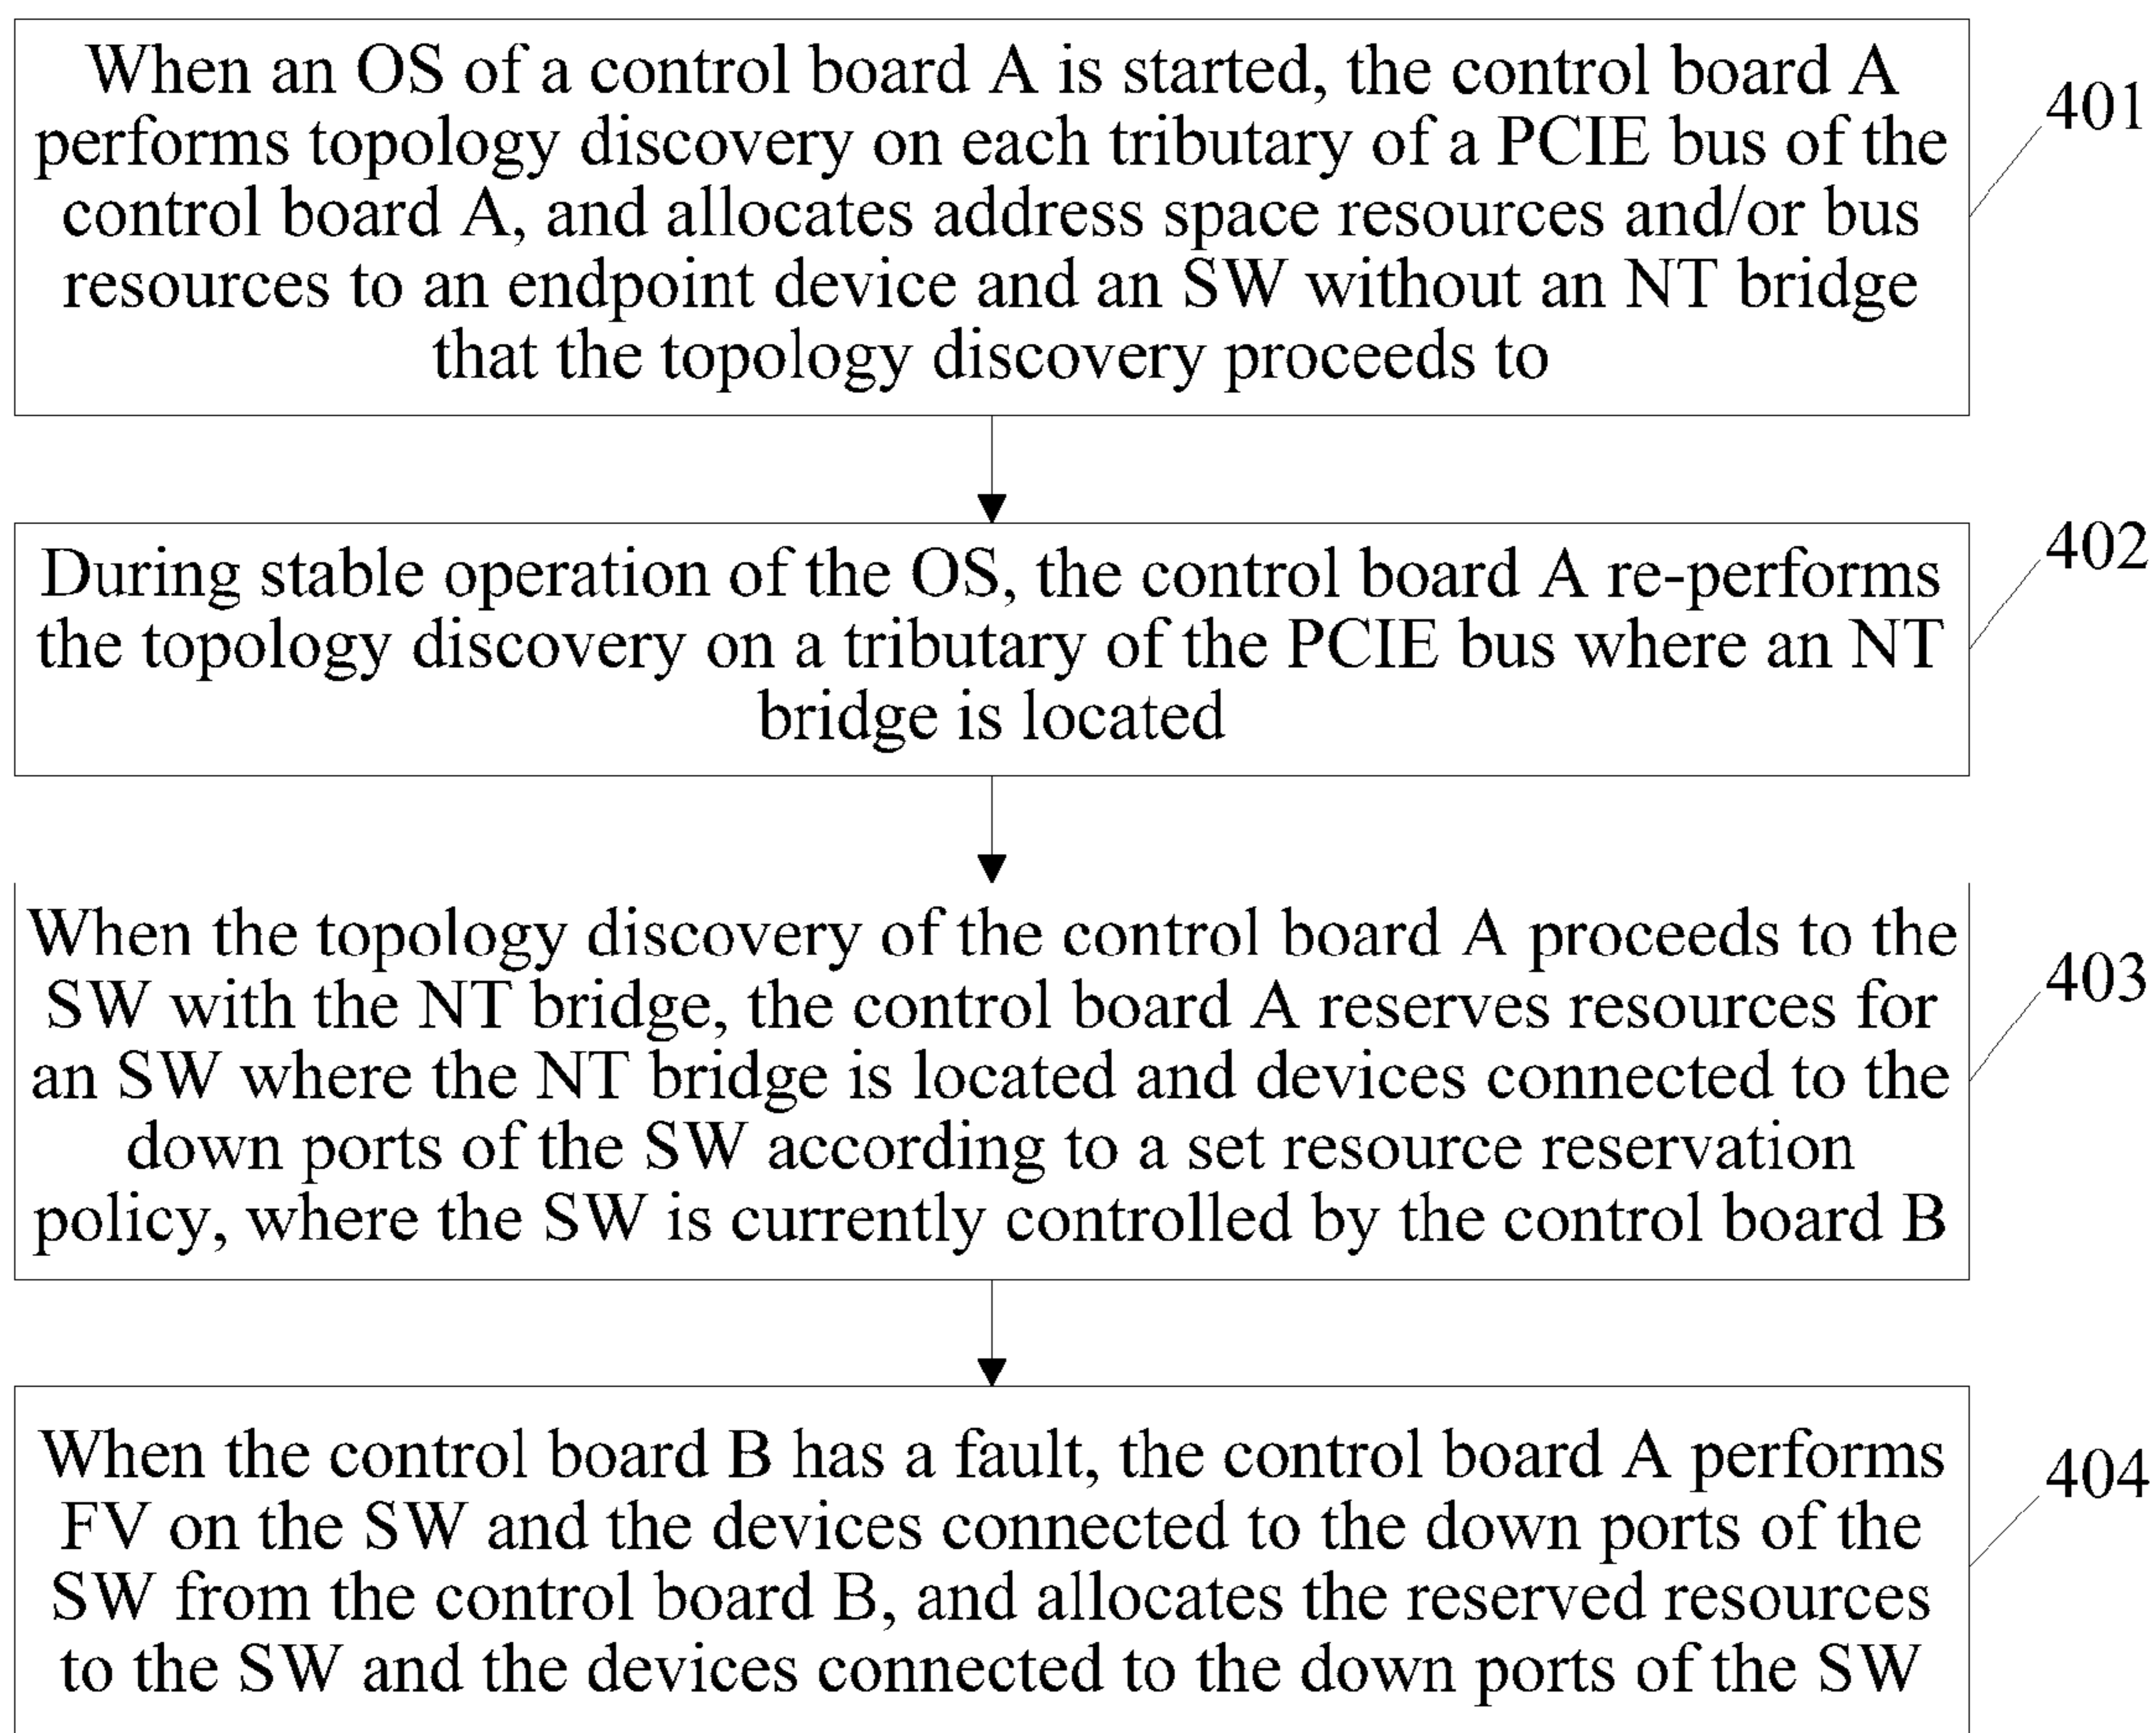 When an OS of a control board A is started, the control board A
performs topology discovery on each tributary of a PCIE bus of the
control board A, and allocates address space resources and/or bus
resources to an endpoint device and an SW without an NT bridge
that the topology discovery proceeds to
401
During stable operation of the OS, the control board A re-performs
the topology discovery on a tributary of the PCIE bus where an NT
bridge is located
402
When the topology discovery of the control board A proceeds to the
SW with the NT bridge, the control board A reserves resources for
an SW where the NT bridge is located and devices connected to the
down ports of the SW according to a set resource reservation
policy, where the SW is currently controlled by the control board B
403
When the control board B has a fault, the control board A performs
FV on the SW and the devices connected to the down ports of the
SW from the control board B, and allocates the reserved resources
to the SW and the devices connected to the down ports of the SW
404